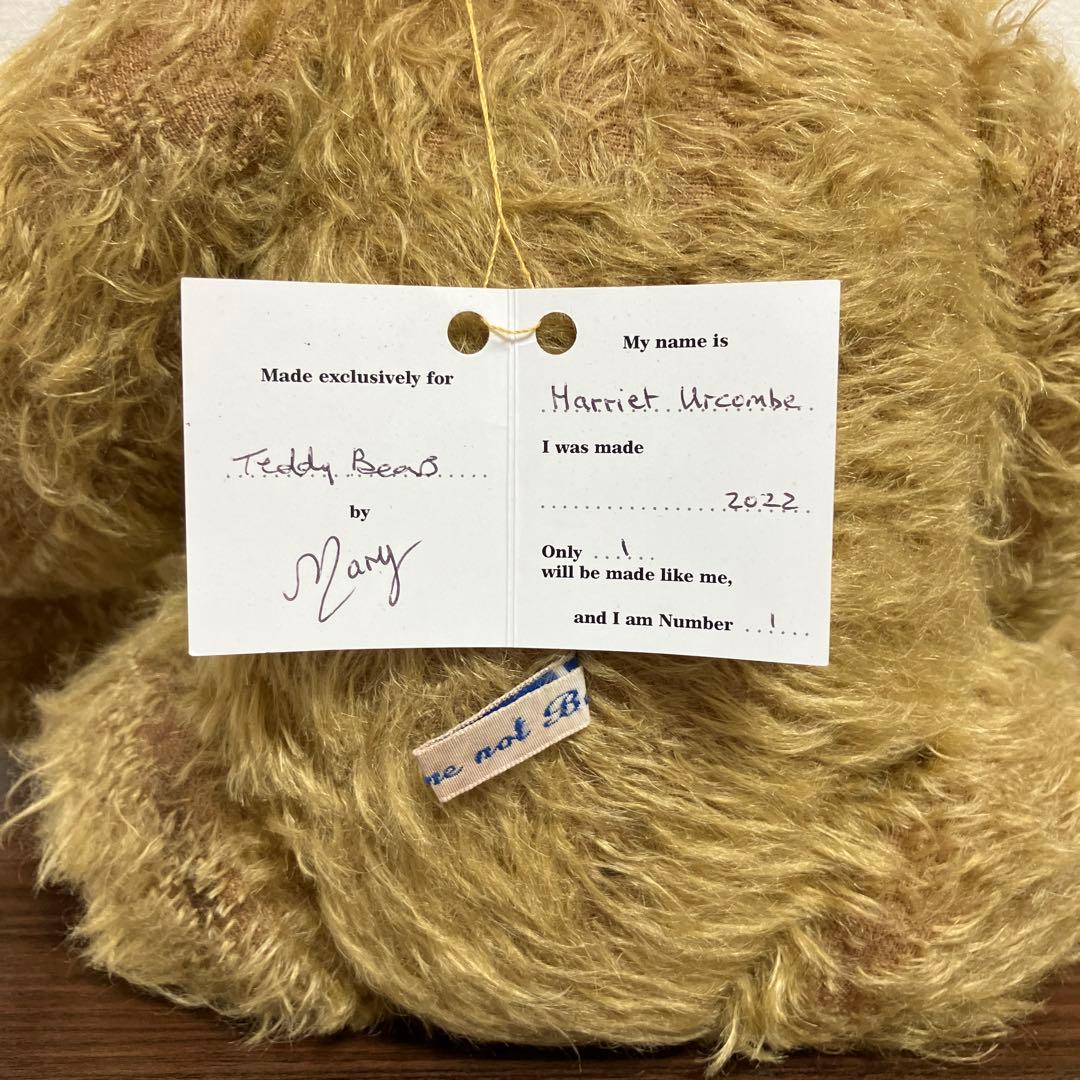 Made exclusively for
Teddy Bears
by
Mary
My name is
Harriet Urcombe
I was made
2022
Only 1
will be made like me,
and I am Number 1
me not B